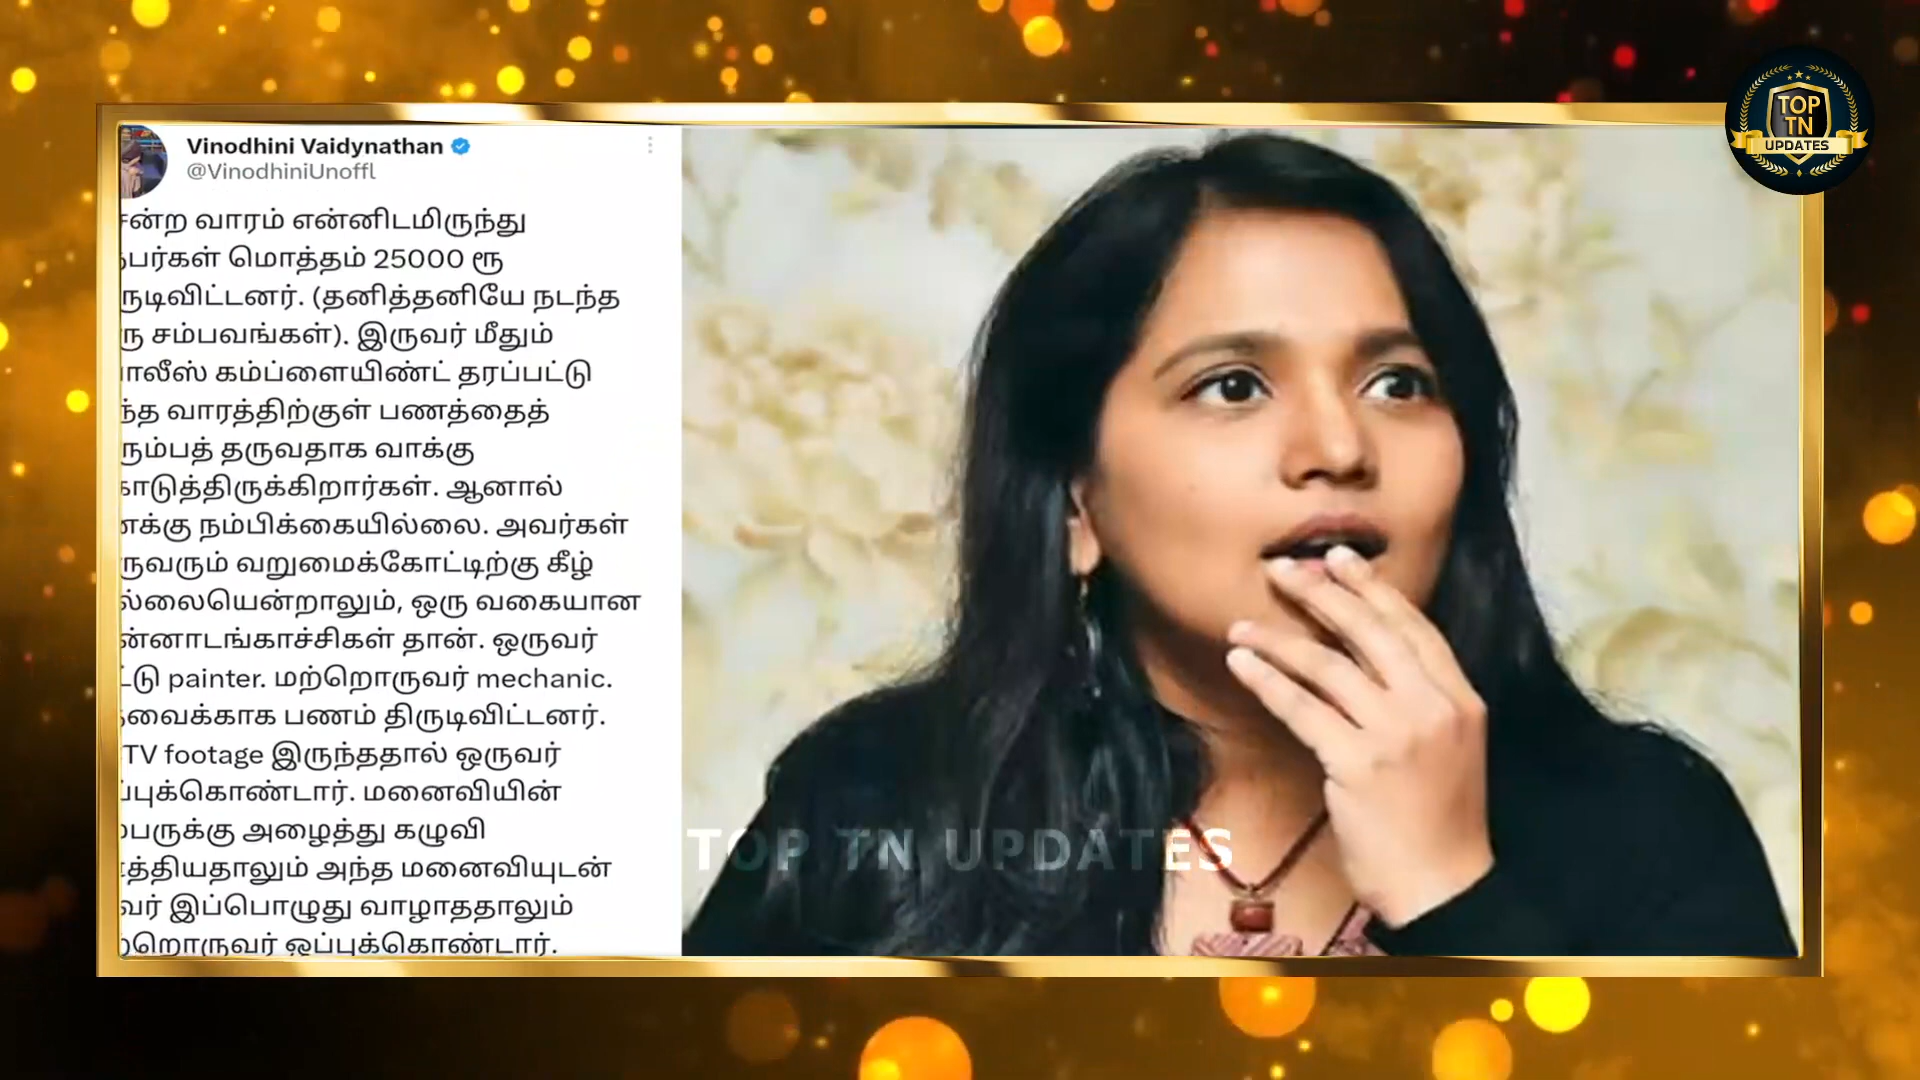 Vinodhini Vaidynathan
@VinodhiniUnoffl
வாரம் என்னிடமிருந்து
மொத்தம் 25000 ரூ
(தனித்தனியே நடந்த
சம்பவங்கள்). இருவர் மீதும்
கம்ப்ளையிண்ட் தரப்பட்டு
வாரத்திற்குள் பணத்தைத்
தருவதாக வாக்கு
ஆனால்
நம்பிக்கையில்லை. அவர்கள்
வறுமைக்கோட்டிற்கு கீழ்
ஒரு வகையான
தான். ஒருவர்
painter. மற்றொருவர் mechanic.
பணம் திருடிவிட்டனர்.
TV footage இருந்ததால் ஒருவர்
மனைவியின்
அழைத்து கழுவி
அந்த மனைவியுடன்
இப்பொழுது வாழாததாலும்
ஒப்புக்கொண்டார்.
TOP
TN
UPDATES
TOP TN UPDATES